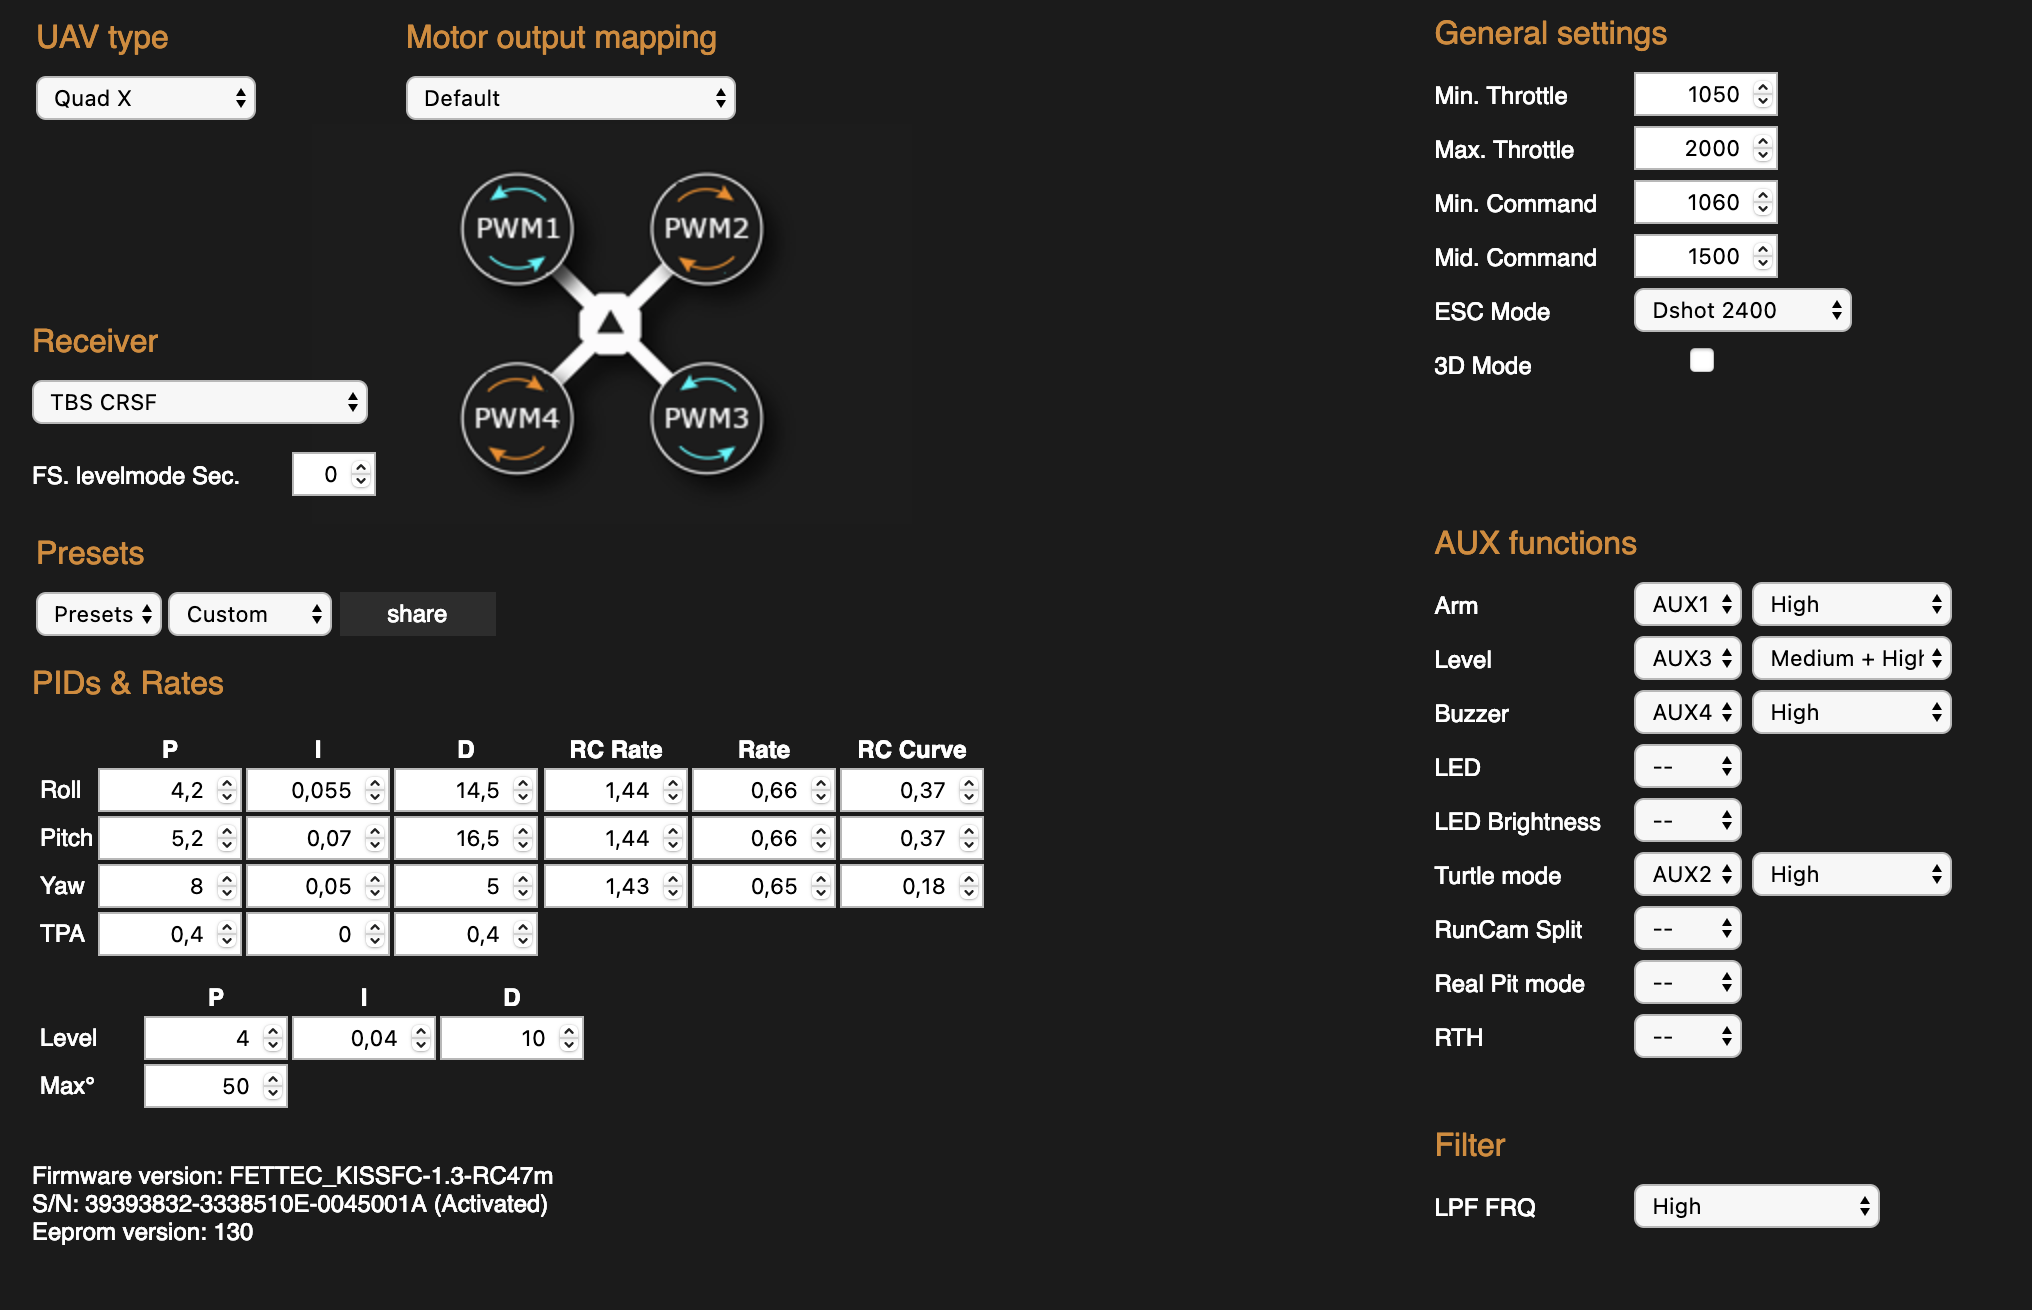 UAV type
Quad X
Motor output mapping
Default
PWM1
PWM2
PWM4
PWM3
Receiver
TBS CRSF
FS. levelmode Sec. 0
Presets
Presets Custom share
PIDs & Rates
P I D RC Rate Rate RC Curve
Roll 4,2 0,055 14,5 1,44 0,66 0,37
Pitch 5,2 0,07 16,5 1,44 0,66 0,37
Yaw 8 0,05 5 1,43 0,65 0,18
TPA 0,4 0 0,4
P I D
Level 4 0,04 10
Max° 50
Firmware version: FETTEC_KISSFC-1.3-RC47m
S/N: 39393832-3338510E-0045001A (Activated)
Eeprom version: 130
General settings
Min. Throttle 1050
Max. Throttle 2000
Min. Command 1060
Mid. Command 1500
ESC Mode Dshot 2400
3D Mode
AUX functions
Arm AUX1 High
Level AUX3 Medium + High
Buzzer AUX4 High
LED --
LED Brightness --
Turtle mode AUX2 High
RunCam Split --
Real Pit mode --
RTH --
Filter
LPF FRQ High